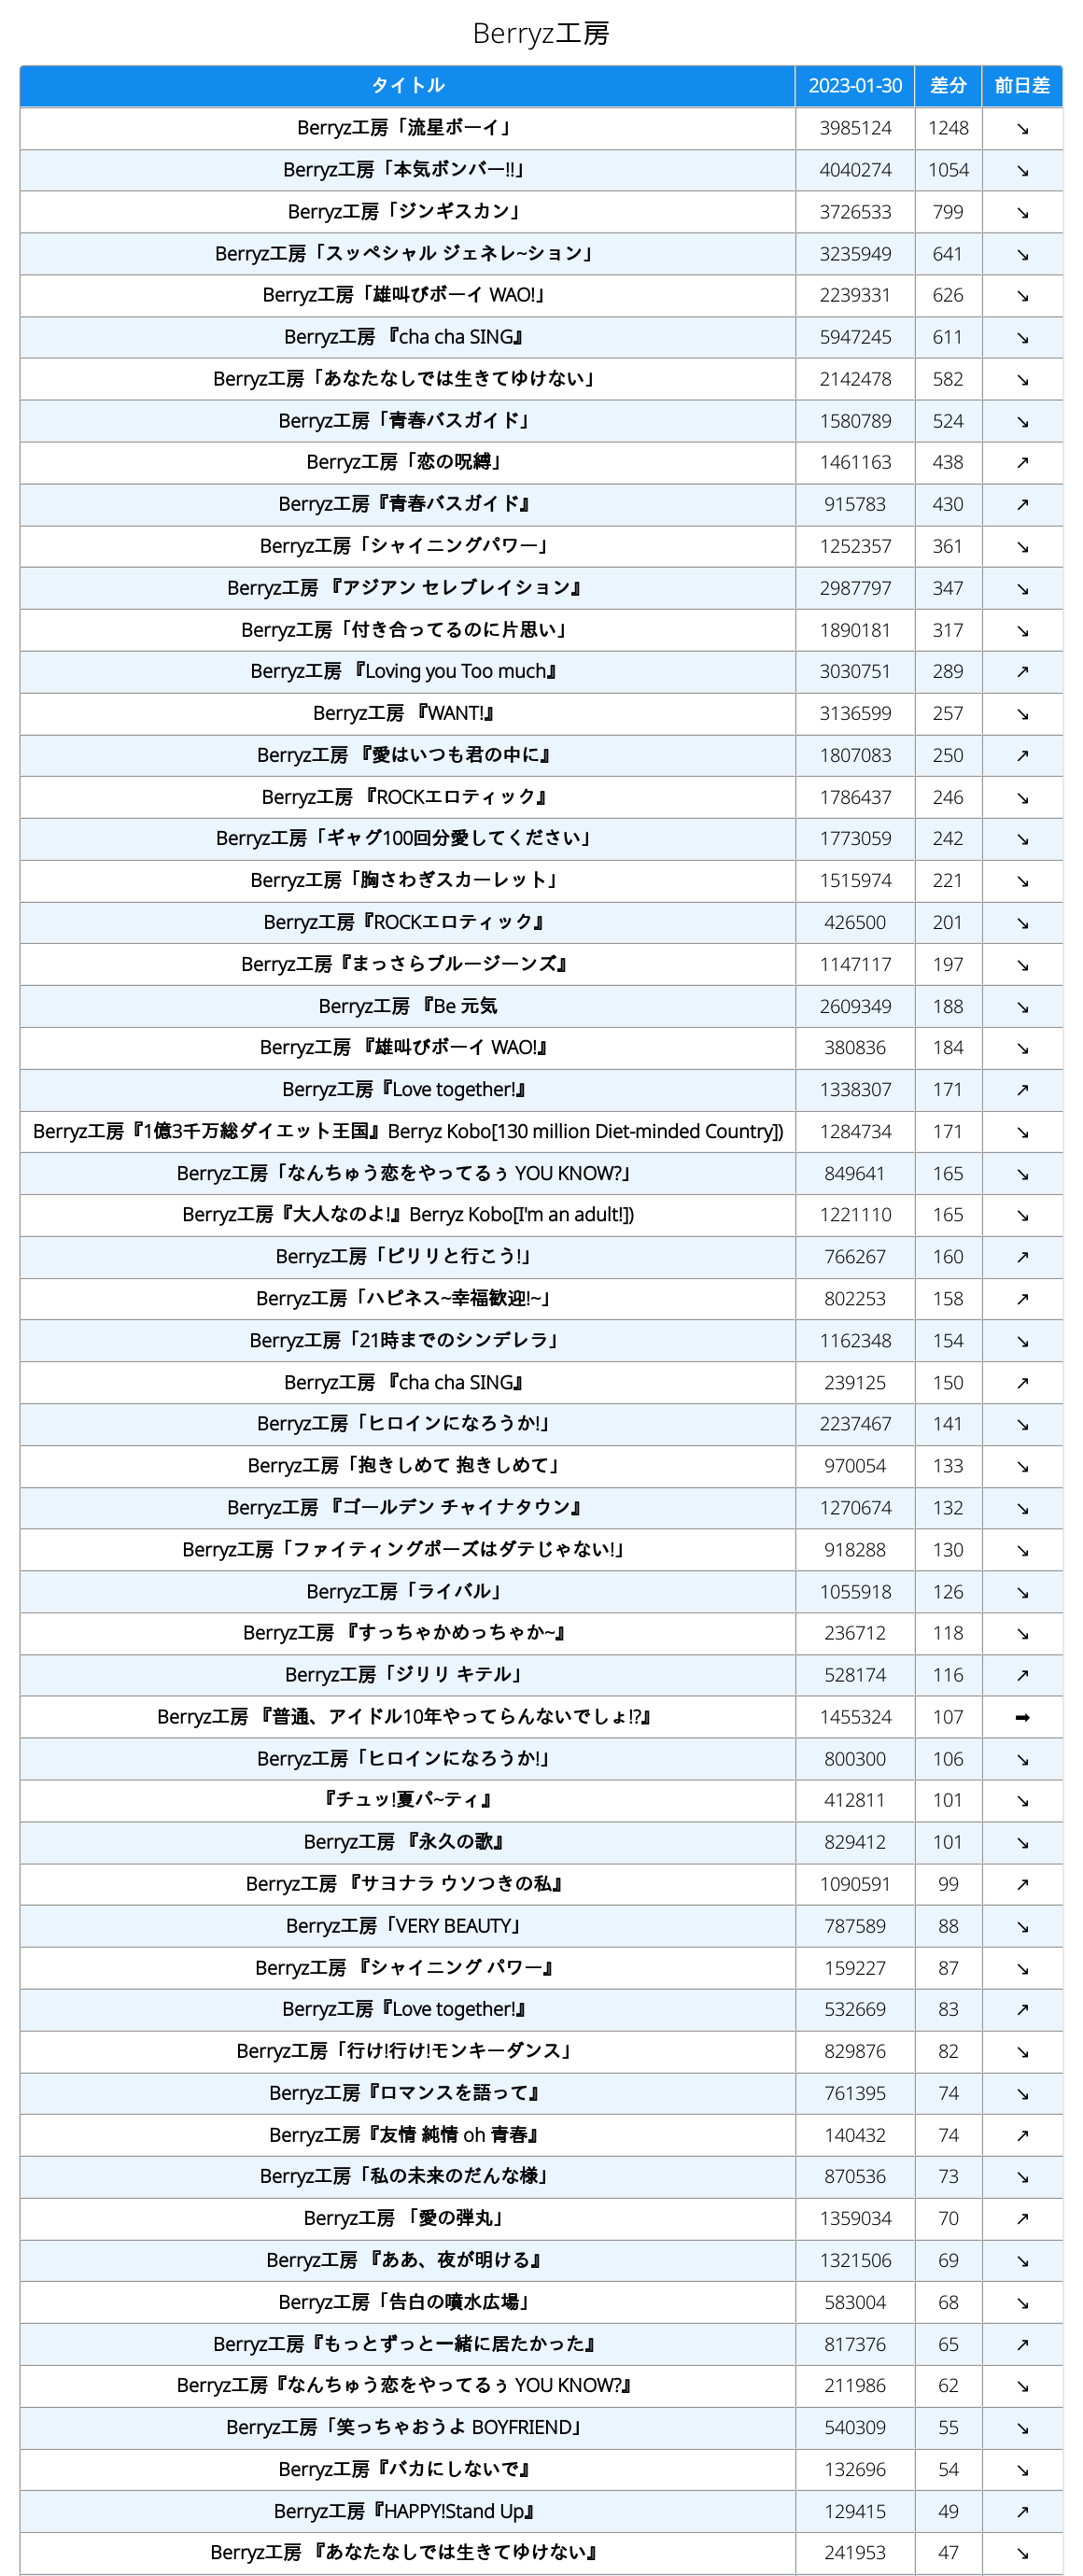 Berryz工房
タイトル 2023-01-30 差分 前日差
Berryz工房「流星ボーイ」 3985124 1248 ↘
Berryz工房「本気ボンバー!!」 4040274 1054 ↘
Berryz工房「ジンギスカン」 3726533 799 ↘
Berryz工房「スッペシャル ジェネレ~ション」 3235949 641 ↘
Berryz工房「雄叫びボーイ WAO!」 2239331 626 ↘
Berryz工房 『cha cha SING』 5947245 611 ↘
Berryz工房「あなたなしでは生きてゆけない」 2142478 582 ↘
Berryz工房「青春バスガイド」 1580789 524 ↘
Berryz工房「恋の呪縛」 1461163 438 ↗
Berryz工房『青春バスガイド』 915783 430 ↗
Berryz工房「シャイニングパワー」 1252357 361 ↘
Berryz工房 『アジアン セレブレイション』 2987797 347 ↘
Berryz工房「付き合ってるのに片思い」 1890181 317 ↘
Berryz工房 『Loving you Too much』 3030751 289 ↗
Berryz工房 『WANT!』 3136599 257 ↘
Berryz工房 『愛はいつも君の中に』 1807083 250 ↗
Berryz工房 『ROCKエロティック』 1786437 246 ↘
Berryz工房「ギャグ100回分愛してください」 1773059 242 ↘
Berryz工房「胸さわぎスカーレット」 1515974 221 ↘
Berryz工房『ROCKエロティック』 426500 201 ↘
Berryz工房『まっさらブルージーンズ』 1147117 197 ↘
Berryz工房 『Be 元気 2609349 188 ↘
Berryz工房 『雄叫びボーイ WAO!』 380836 184 ↘
Berryz工房『Love together!』 1338307 171 ↗
Berryz工房『1億3千万総ダイエット王国』Berryz Kobo[130 million Diet-minded Country]) 1284734 171 ↘
Berryz工房「なんちゅう恋をやってるぅ YOU KNOW?」 849641 165 ↘
Berryz工房『大人なのよ!』Berryz Kobo[I'm an adult!]) 1221110 165 ↘
Berryz工房「ピリリと行こう!」 766267 160 ↗
Berryz工房「ハピネス~幸福歓迎!~」 802253 158 ↗
Berryz工房「21時までのシンデレラ」 1162348 154 ↘
Berryz工房 『cha cha SING』 239125 150 ↗
Berryz工房「ヒロインになろうか!」 2237467 141 ↘
Berryz工房「抱きしめて 抱きしめて」 970054 133 ↘
Berryz工房 『ゴールデン チャイナタウン』 1270674 132 ↘
Berryz工房「ファイティングポーズはダテじゃない!」 918288 130 ↘
Berryz工房「ライバル」 1055918 126 ↘
Berryz工房 『すっちゃかめっちゃか~』 236712 118 ↘
Berryz工房「ジリリ キテル」 528174 116 ↗
Berryz工房 『普通、アイドル10年やってらんないでしょ!?』 1455324 107 ➡
Berryz工房「ヒロインになろうか!」 800300 106 ↘
『チュッ!夏パ~ティ』 412811 101 ↘
Berryz工房 『永久の歌』 829412 101 ↘
Berryz工房 『サヨナラ ウソつきの私』 1090591 99 ↗
Berryz工房「VERY BEAUTY」 787589 88 ↘
Berryz工房 『シャイニング パワー』 159227 87 ↘
Berryz工房『Love together!』 532669 83 ↗
Berryz工房「行け!行け!モンキーダンス」 829876 82 ↘
Berryz工房『ロマンスを語って』 761395 74 ↘
Berryz工房『友情 純情 oh 青春』 140432 74 ↗
Berryz工房「私の未来のだんな様」 870536 73 ↘
Berryz工房 「愛の弾丸」 1359034 70 ↗
Berryz工房 『ああ、夜が明ける』 1321506 69 ↘
Berryz工房「告白の噴水広場」 583004 68 ↘
Berryz工房『もっとずっと一緒に居たかった』 817376 65 ↗
Berryz工房『なんちゅう恋をやってるぅ YOU KNOW?』 211986 62 ↘
Berryz工房「笑っちゃおうよ BOYFRIEND」 540309 55 ↘
Berryz工房『バカにしないで』 132696 54 ↘
Berryz工房『HAPPY!Stand Up』 129415 49 ↗
Berryz工房 『あなたなしでは生きてゆけない』 241953 47 ↘